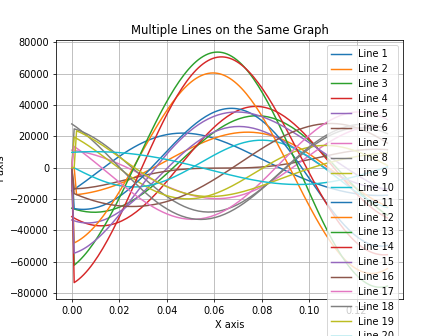 Multiple Lines on the Same Graph
80000
60000
40000
20000
0
−20000
−40000
−60000
−80000
0.00
0.02
0.04
0.06
0.08
0.10
X axis
axis
Line 1
Line 2
Line 3
Line 4
Line 5
Line 6
Line 7
Line 8
Line 9
Line 10
Line 11
Line 12
Line 13
Line 14
Line 15
Line 16
Line 17
Line 18
Line 19
Line 20